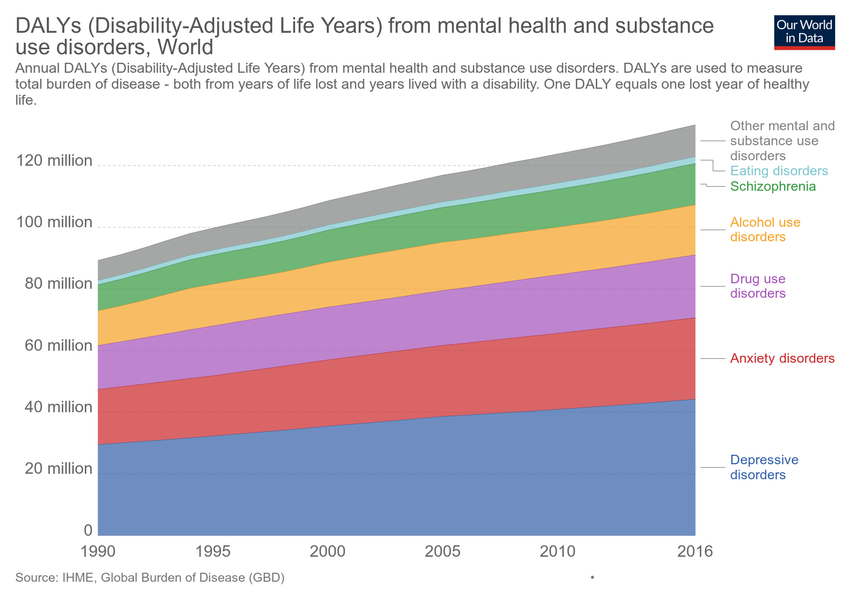 DALYs (Disability-Adjusted Life Years) from mental health and substance
use disorders, World
Our World
in Data
Annual DALYs (Disability-Adjusted Life Years) from mental health and substance use disorders. DALYs are used to measure
total burden of disease - both from years of life lost and years lived with a disability. One DALY equals one lost year of healthy
life.
120 million
100 million
80 million
60 million
40 million
20 million
0
1990
1995
2000
2005
2010
2016
Other mental and
substance use
disorders
Eating disorders
Schizophrenia
Alcohol use
disorders
Drug use
disorders
Anxiety disorders
Depressive
disorders
Source: IHME, Global Burden of Disease (GBD)